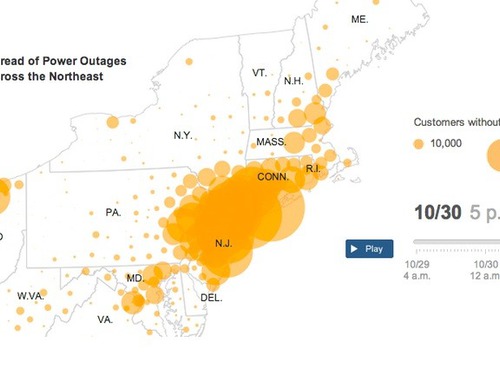 ME.
read of Power Outages
ross the Northeast
VT.
N.H.
Customers without
10,000
N.Y.
MASS.
R.I.
CONN.
PA.
10/30 5 p.
N.J.
Play
10/29
4 a.m.
10/30
12 a.m
MD.
W.VA.
DEL.
VA.